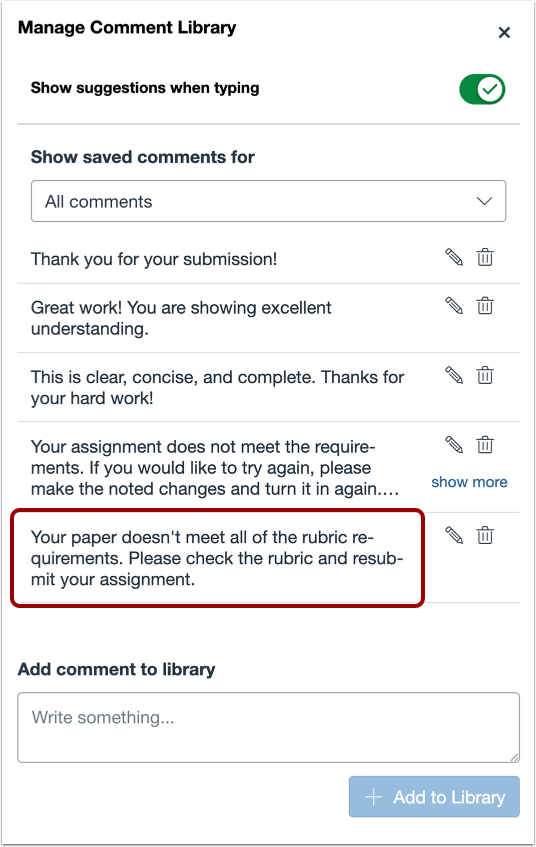 Manage Comment Library
Show suggestions when typing
Show saved comments for
All comments
Thank you for your submission!
Great work! You are showing excellent
understanding.
This is clear, concise, and complete. Thanks for
your hard work!
Your assignment does not meet the require-
ments. If you would like to try again, please
make the noted changes and turn it in again....
show more
Your paper doesn't meet all of the rubric re-
quirements. Please check the rubric and resub-
mit your assignment.
Add comment to library
Write something...
Add to Library